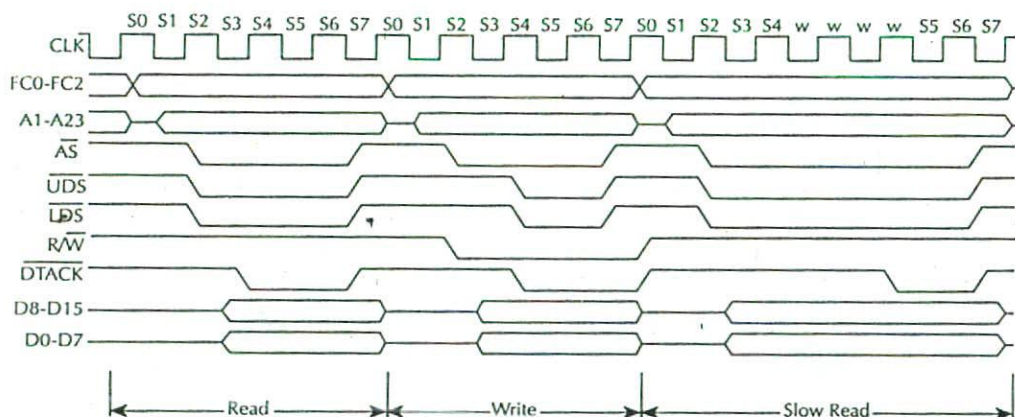 S0 S1 S2 S3 S4 S5 S6 S7 S0 S1 S2 S3 S4 S5 S6 S7 S0 S1 S2 S3 S4 w w w w S5 S6 S7
CLK
FC0-FC2
A1-A23
AS
UDS
LDS
R/W
DTACK
D8-D15
D0-D7
Read Write Slow Read